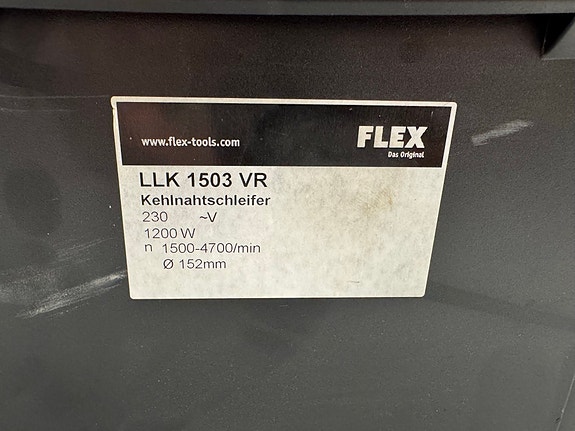 www.flex-tools.com
FLEX
Das Original
LLK 1503 VR
Kehlnahtschleifer
230 ~V
1200 W
n 1500-4700/min
Ø 152mm